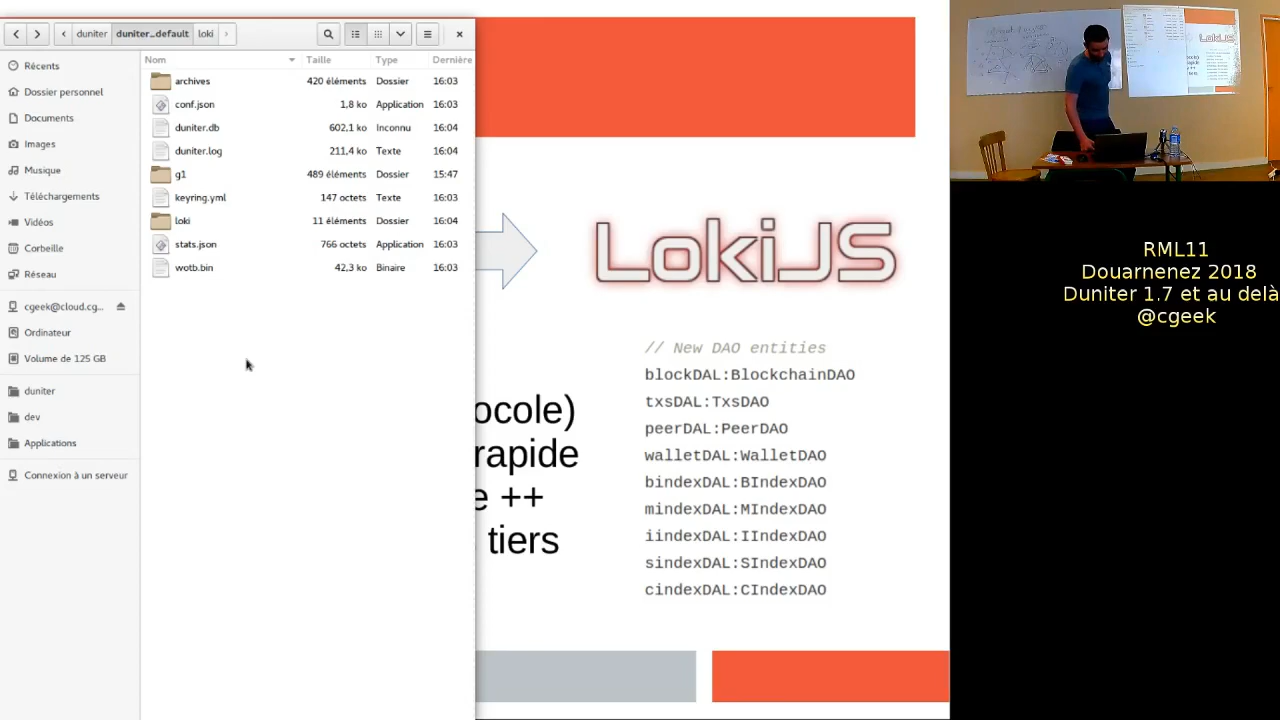 duniter
duniter_default
loki
Nom
Taille
Type
Dernière
Récents
Dossier personnel
Documents
Images
Musique
Téléchargements
Vidéos
Corbeille
Réseau
cgeek@cloud.cg...
Ordinateur
Volume de 125 GB
duniter
dev
Applications
Connexion à un serveur
archives 420 éléments Dossier 16:03
conf.json 1,8 ko Application 16:03
duniter.db 602,1 ko Inconnu 16:04
duniter.log 211,4 ko Texte 16:04
g1 489 éléments Dossier 15:47
keyring.yml 147 octets Texte 16:03
loki 11 éléments Dossier 16:04
stats.json 766 octets Application 16:03
wotb.bin 42,3 ko Binaire 16:03
LokiJS
ocole)
rapide
e ++
tiers
// New DAO entities
blockDAL:BlockchainDAO
txsDAL:TxsDAO
peerDAL:PeerDAO
walletDAL:WalletDAO
bindexDAL:BIndexDAO
mindexDAL:MIndexDAO
iindexDAL:IIndexDAO
sindexDAL:SIndexDAO
cindexDAL:CIndexDAO
LokiJS
RML11
Douarnenez 2018
Duniter 1.7 et au delà
@cgeek